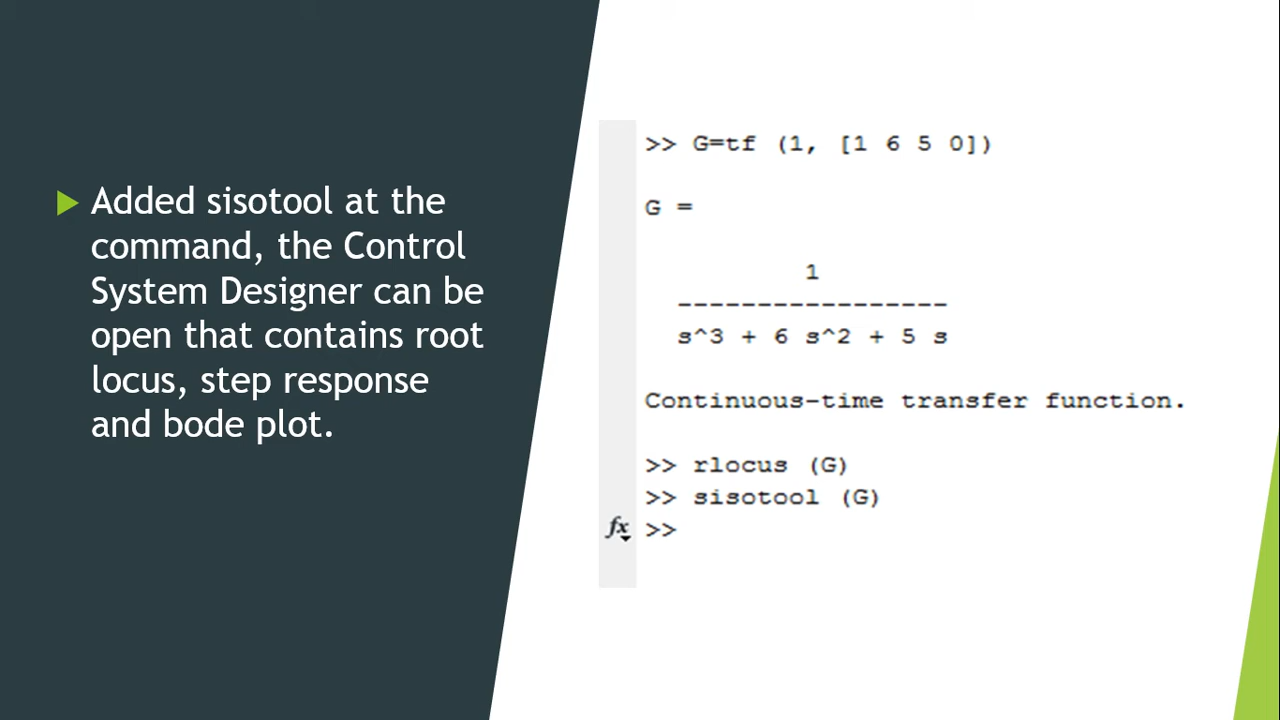 Added sisotool at the
command, the Control
System Designer can be
open that contains root
locus, step response
and bode plot.
>> G=tf (1, [1 6 5 0])
G =
1
-----------------
s^3 + 6 s^2 + 5 s
Continuous-time transfer function.
>> rlocus (G)
>> sisotool (G)
fx >>